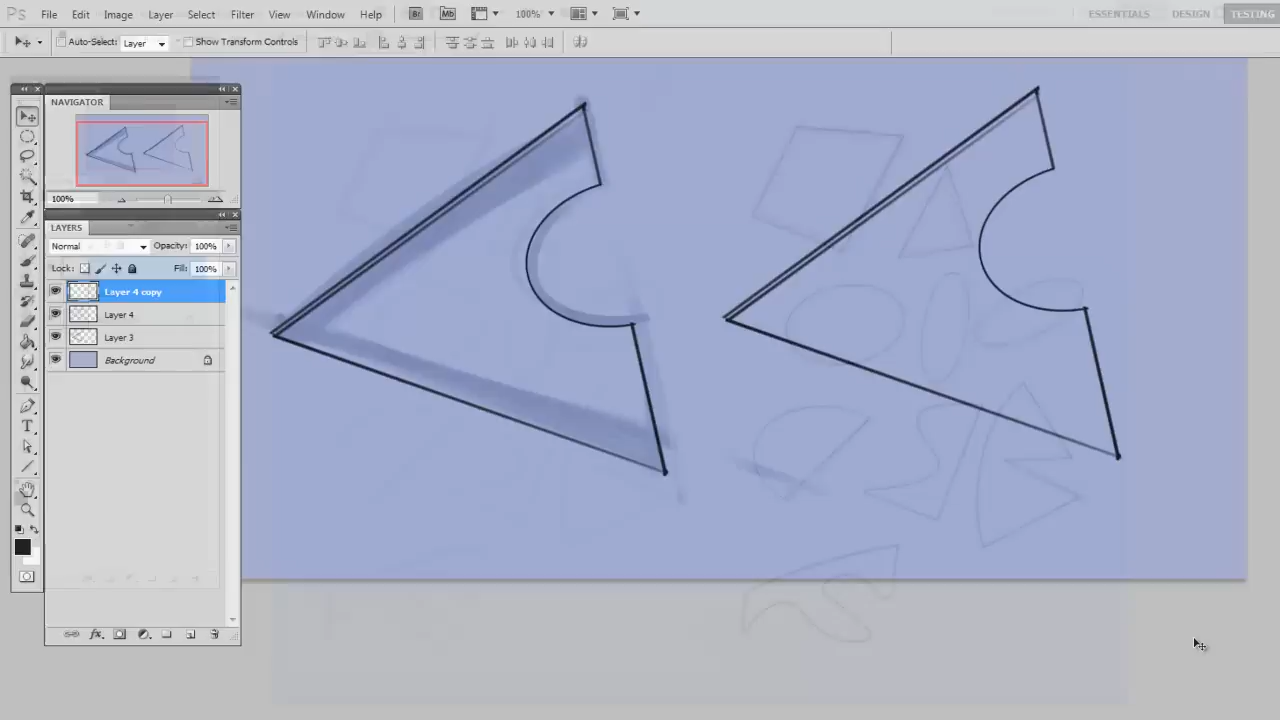 Ps File Edit Image Layer Select Filter View Window Help Br Mb 100% ESSENTIALS DESIGN TESTING
Auto-Select: Layer Show Transform Controls
NAVIGATOR
100%
LAYERS
Normal Opacity: 100%
Lock: Fill: 100%
Layer 4 copy
Layer 4
Layer 3
Background
fx